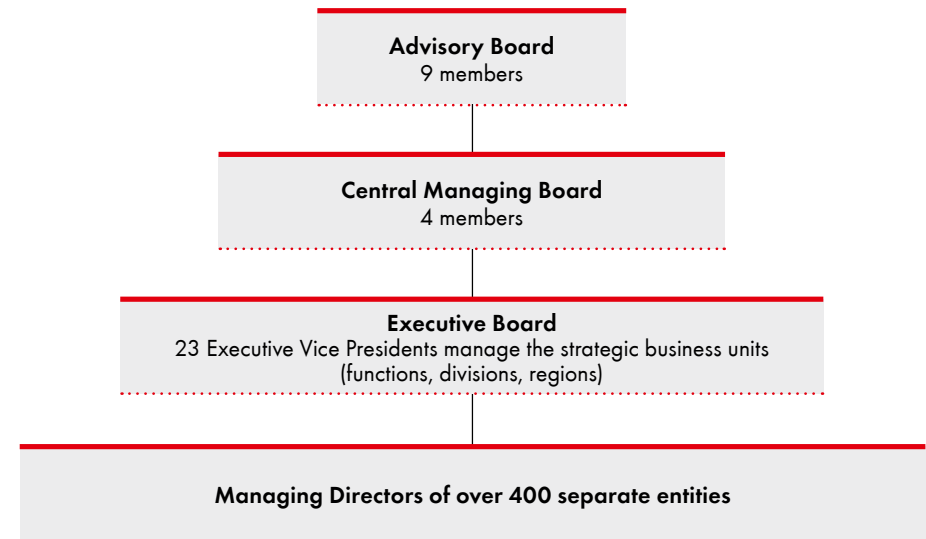 Advisory Board
9 members
Central Managing Board
4 members
Executive Board
23 Executive Vice Presidents manage the strategic business units
(functions, divisions, regions)
Managing Directors of over 400 separate entities